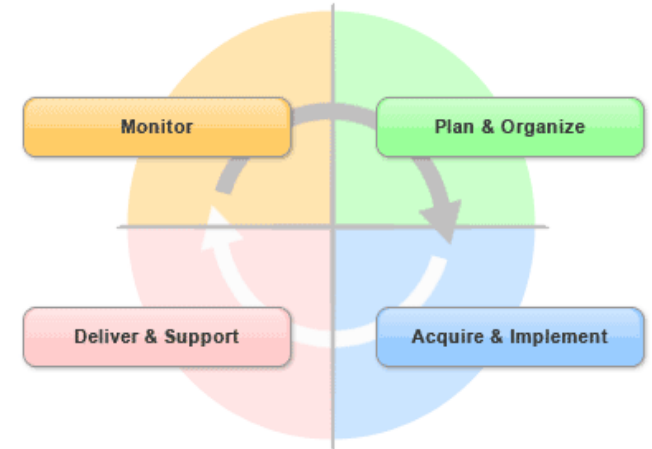 Monitor
Plan & Organize
Deliver & Support
Acquire & Implement